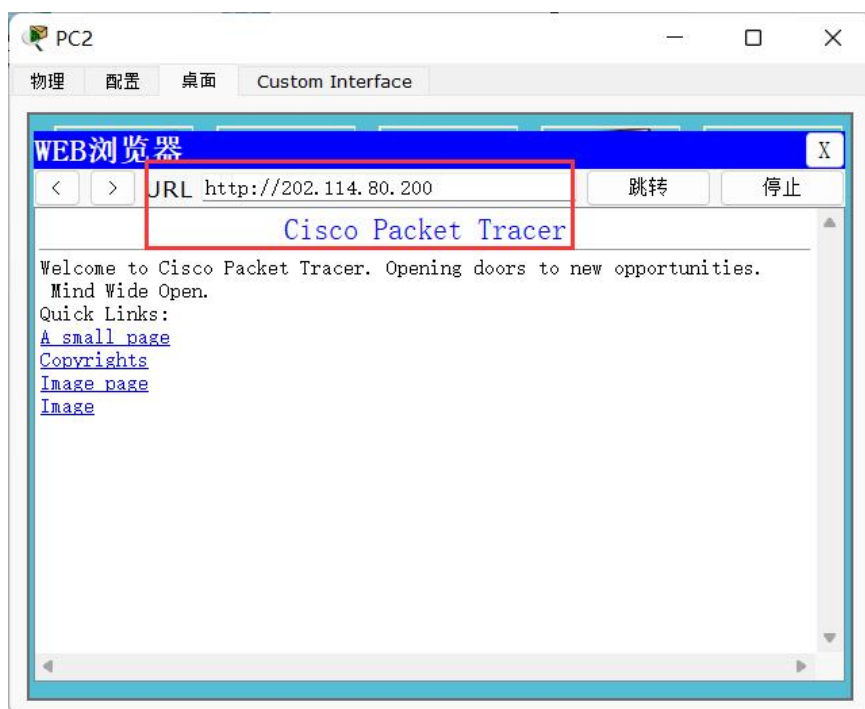 PC2
物理 配置 桌面 Custom Interface
WEB浏览器 X
< > URL http://202.114.80.200 跳转 停止
Cisco Packet Tracer
Welcome to Cisco Packet Tracer. Opening doors to new opportunities.
Mind Wide Open.
Quick Links:
A small page
Copyrights
Image page
Image